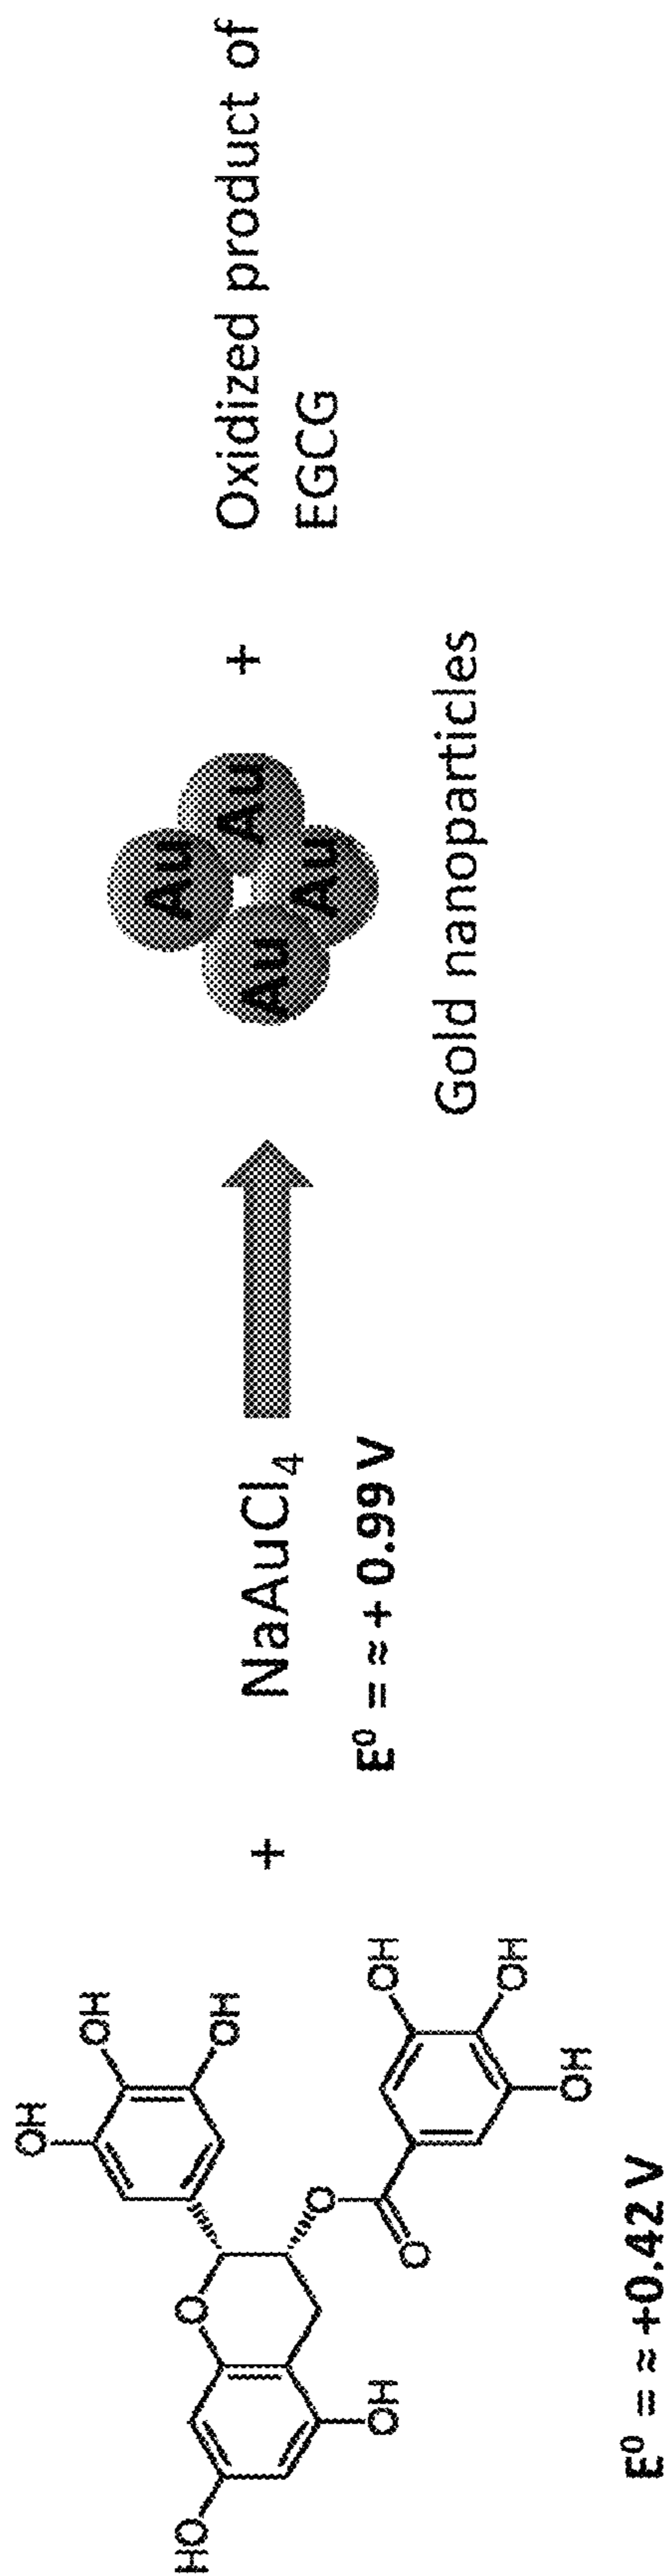 HO
OH
O
OH
OH
OH
O
O
OH
OH
OH
E⁰ = ≈ +0.42 V
+
NaAuCl₄
E⁰ = ≈ + 0.99 V
Au
Au
Au
Au
Gold nanoparticles
+
Oxidized product of
EGCG